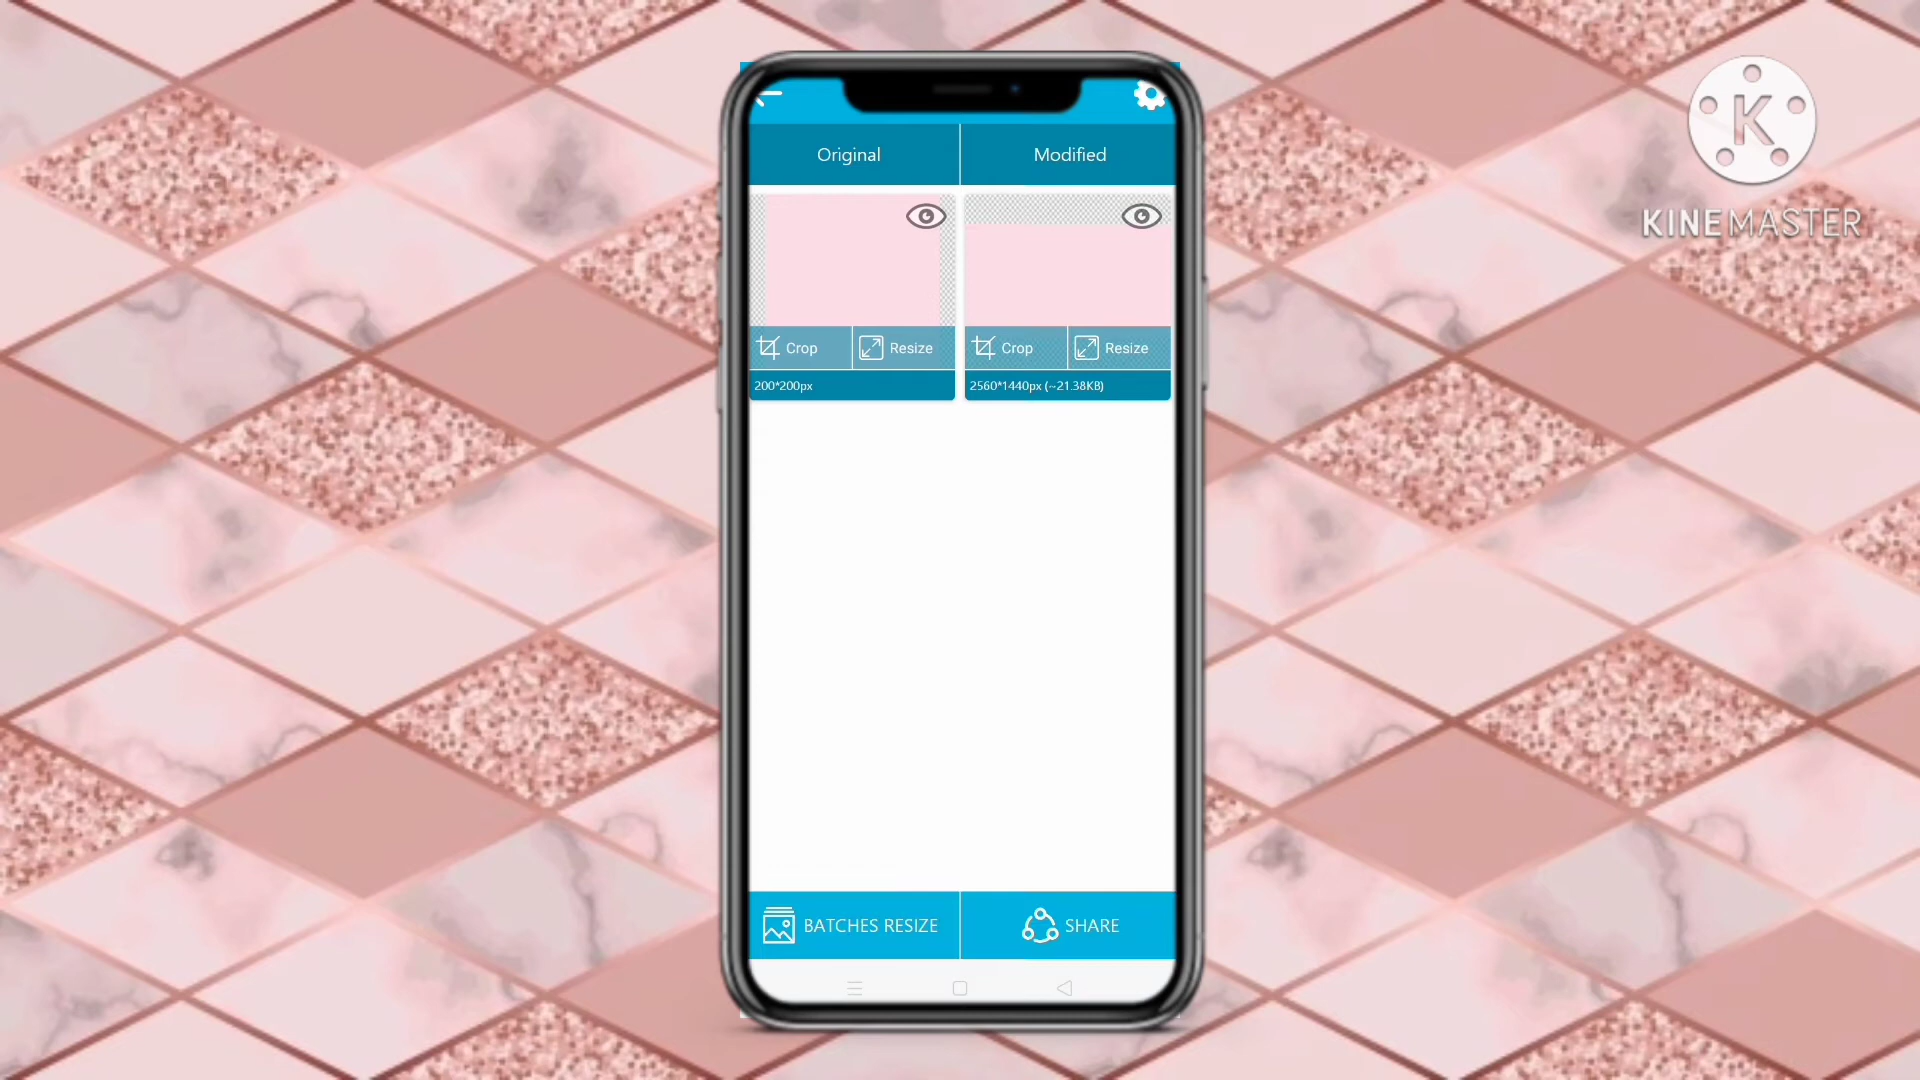 K
KINEMASTER
Original
Modified
Crop
Resize
Crop
Resize
200*200px
2560*1440px (~21.38KB)
BATCHES RESIZE
SHARE